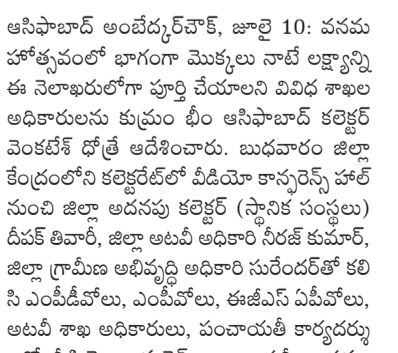 ఆసిఫాబాద్ అంబేద్కర్‌చౌక్, జూలై 10: వనమ
హోత్సవంలో భాగంగా మొక్కలు నాటే లక్ష్యాన్ని
ఈ నెలాఖరులోగా పూర్తి చేయాలని వివిధ శాఖల
అధికారులను కుమ్రం భీం ఆసిఫాబాద్ కలెక్టర్
వెంకటేశ్ ధోత్రే ఆదేశించారు. బుధవారం జిల్లా
కేంద్రంలోని కలెక్టరేట్‌లో వీడియో కాన్ఫరెన్స్ హాల్
నుంచి జిల్లా అదనపు కలెక్టర్ (స్థానిక సంస్థలు)
దీపక్ తివారీ, జిల్లా అటవీ అధికారి నీరజ్ కుమార్,
జిల్లా గ్రామీణ అభివృద్ధి అధికారి సురేందర్‌తో కలి
సి ఎంపీడీవోలు, ఎంపీవోలు, ఈజీఎస్ ఏపీవోలు,
అటవీ శాఖ అధికారులు, పంచాయతీ కార్యదర్శు